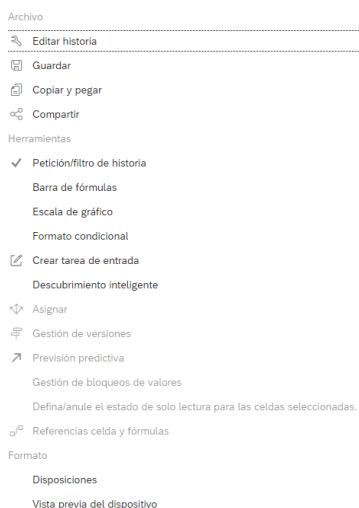 Archivo
Editar historia
Guardar
Copiar y pegar
Compartir
Herramientas
Petición/filtro de historia
Barra de fórmulas
Escala de gráfico
Formato condicional
Crear tarea de entrada
Descubrimiento inteligente
Asignar
Gestión de versiones
Previsión predictiva
Gestión de bloqueos de valores
Defina/anule el estado de solo lectura para las celdas seleccionadas.
Referencias celda y fórmulas
Formato
Disposiciones
Vista previa del dispositivo